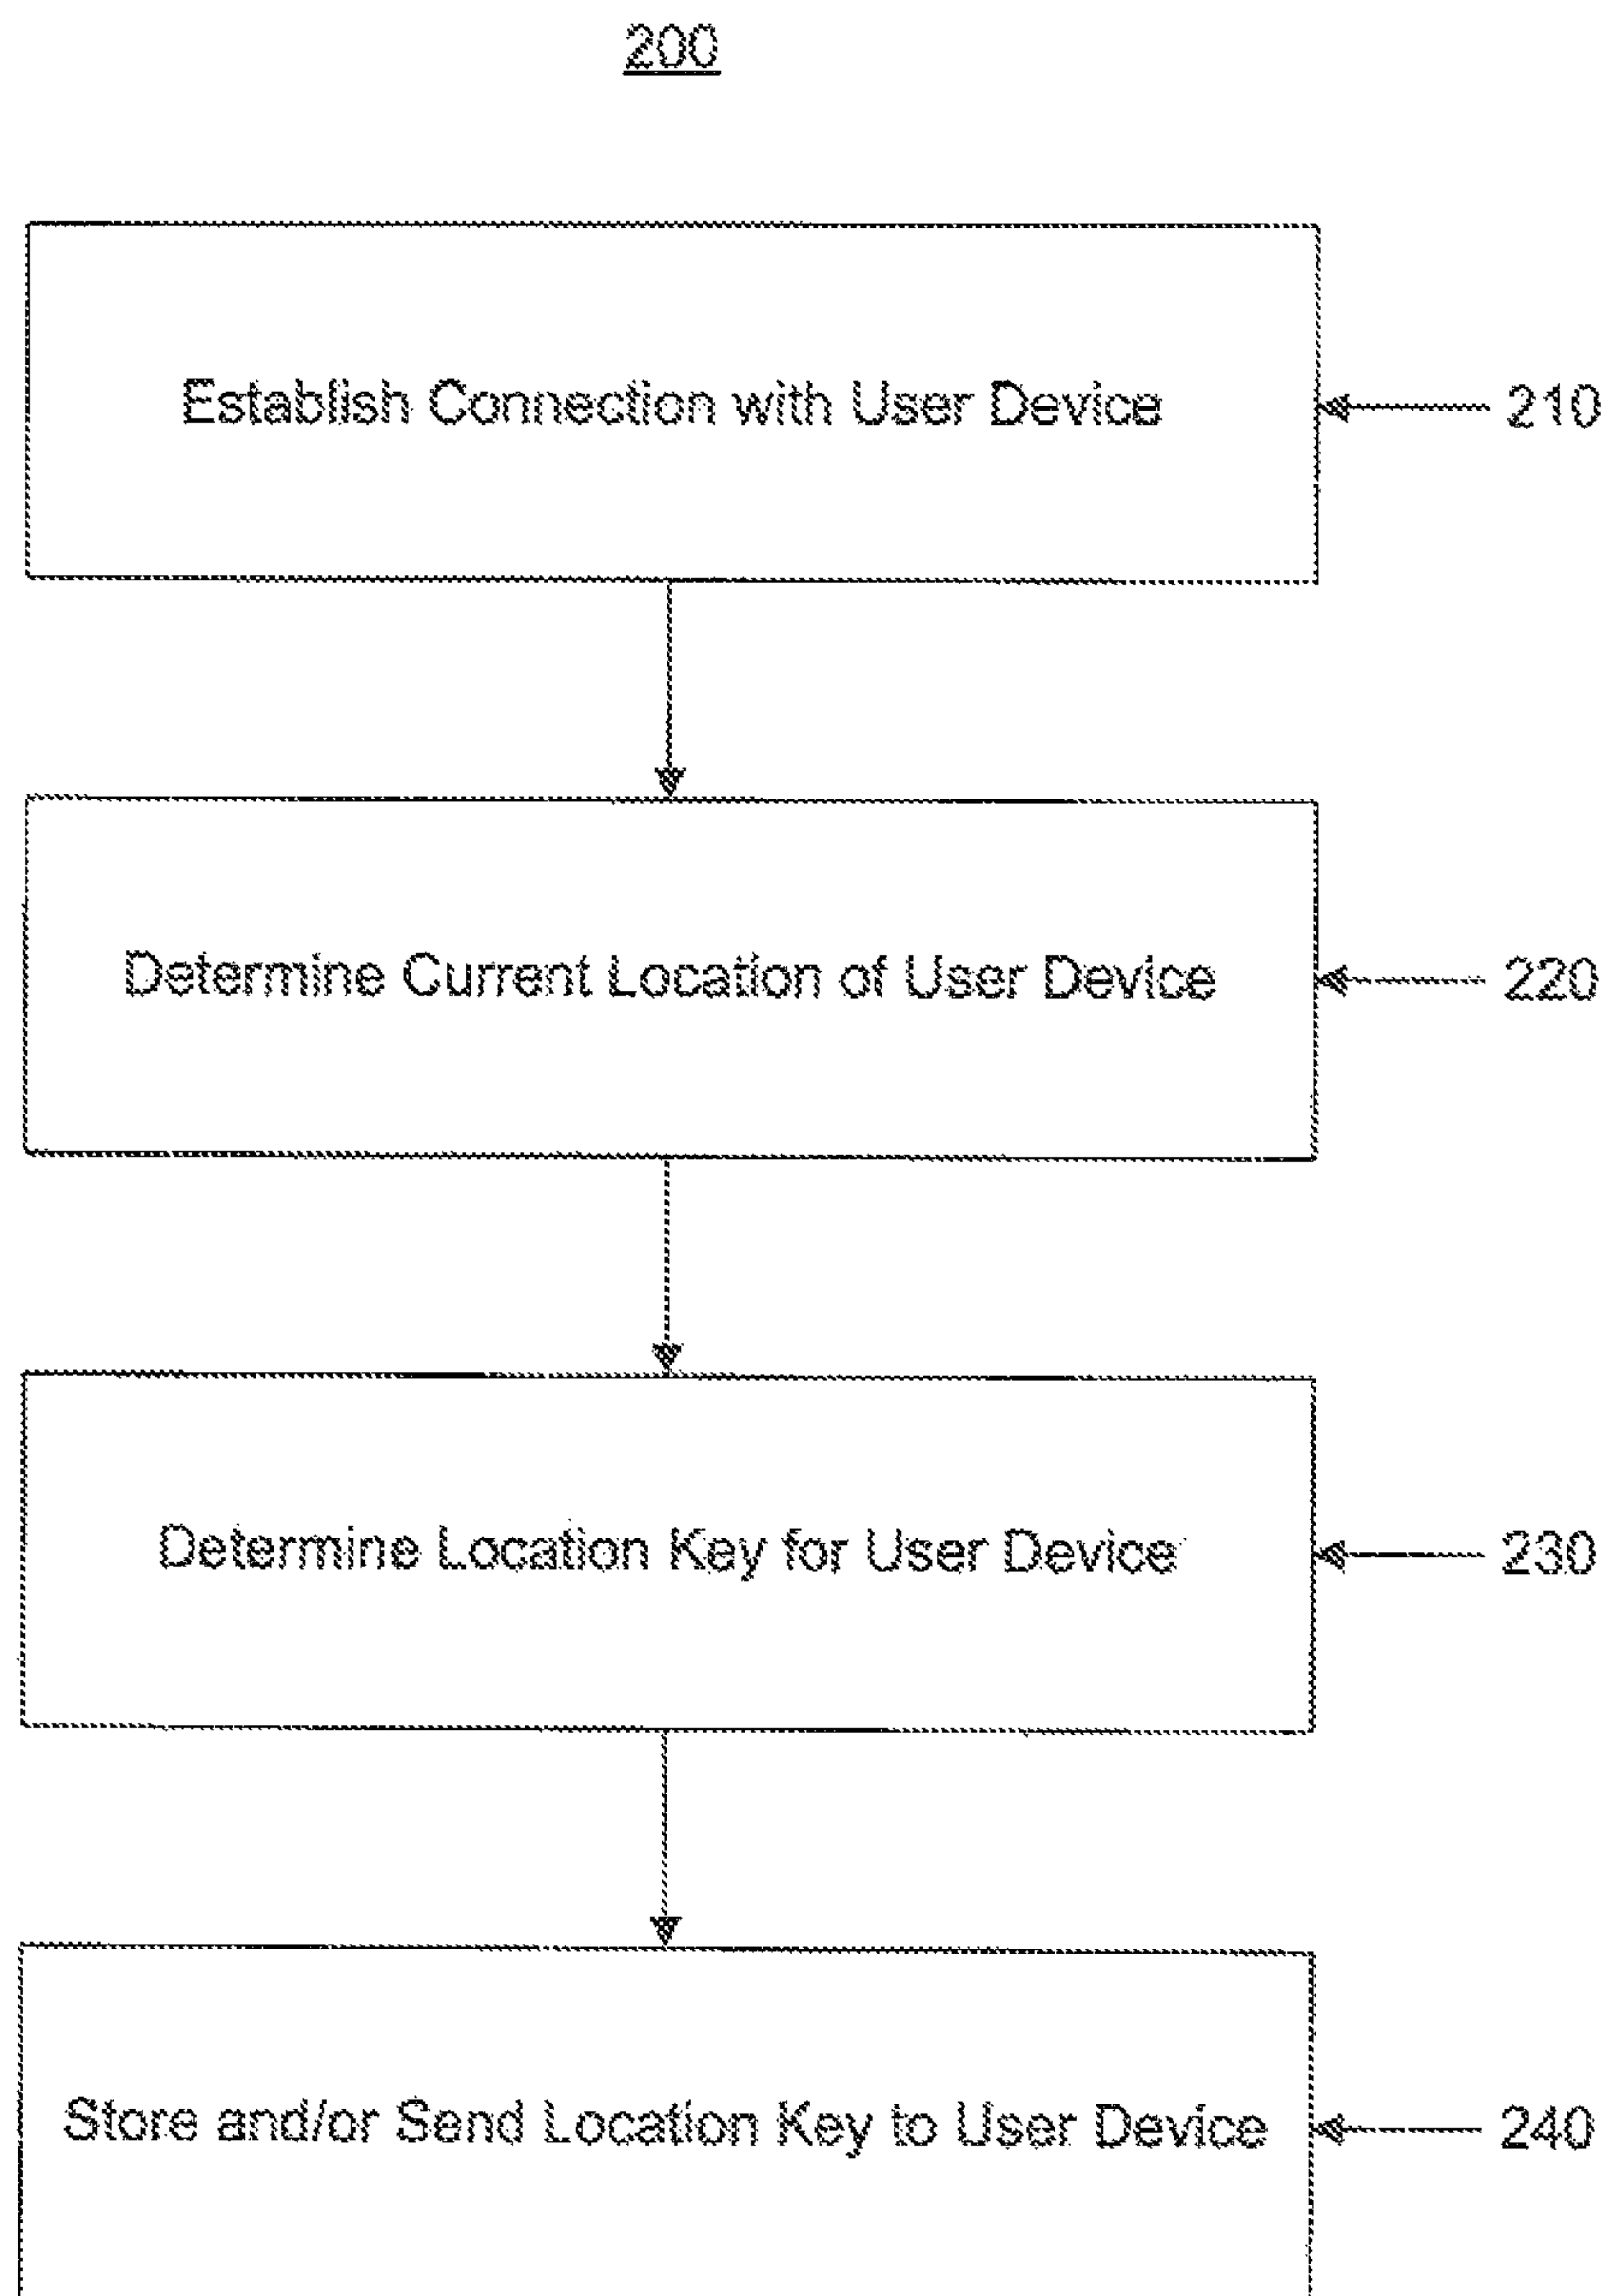 200
Establish Connection with User Device
210
Determine Current Location of User Device
220
Determine Location Key for User Device
230
Store and/or Send Location Key to User Device
240